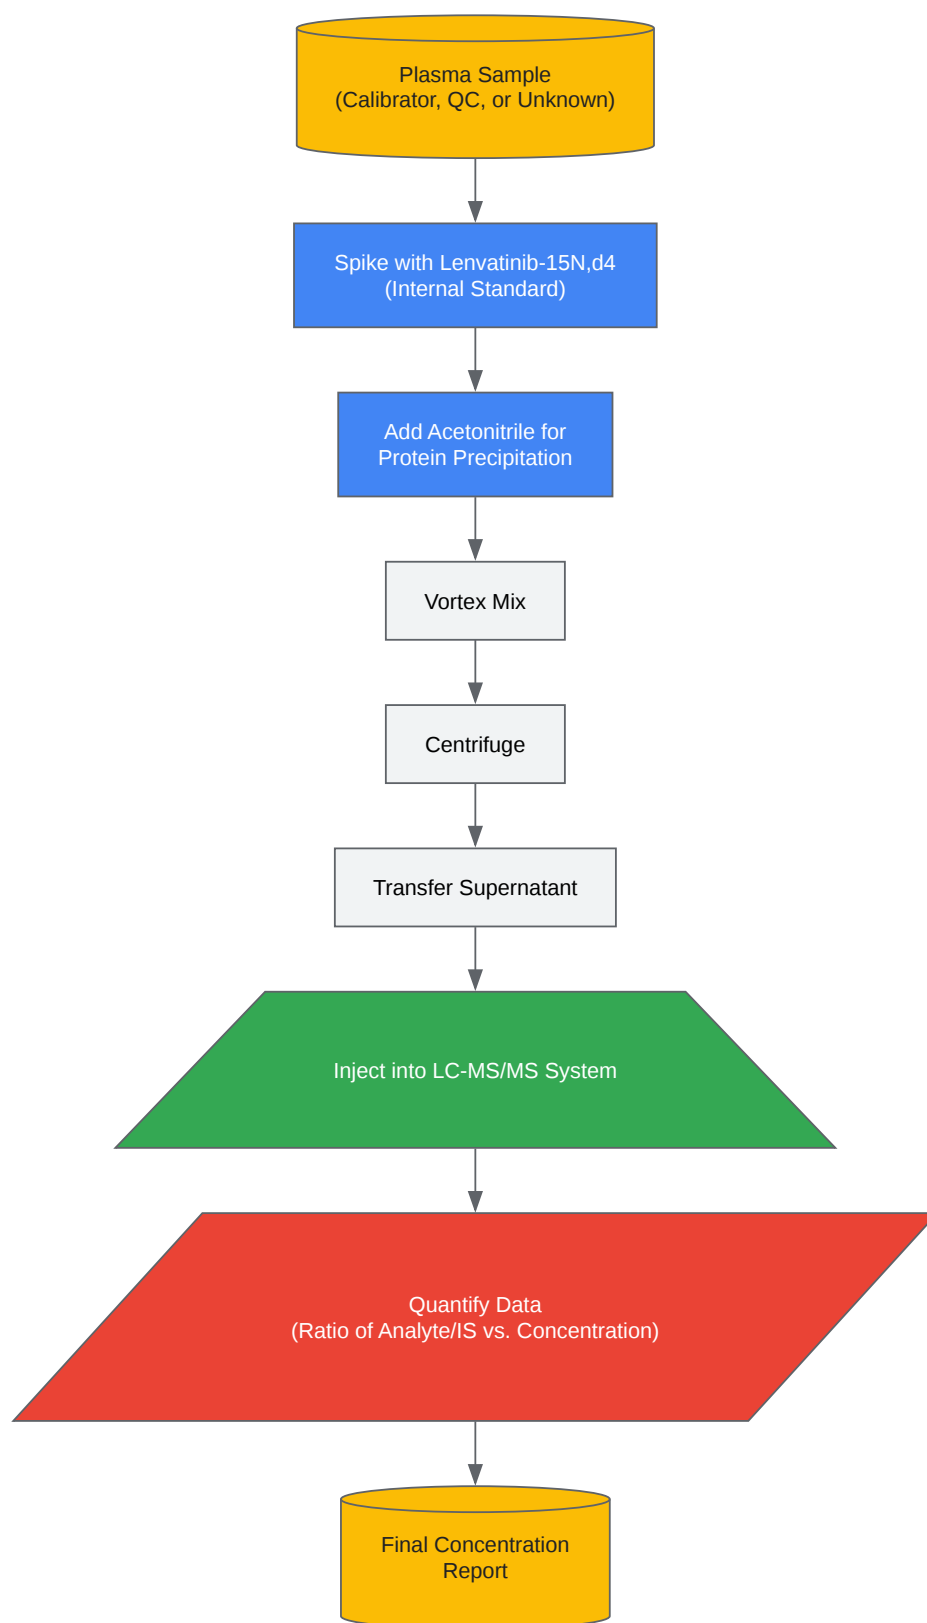 Plasma Sample
(Calibrator, QC, or Unknown)
Spike with Lenvatinib-15N,d4
(Internal Standard)
Add Acetonitrile for
Protein Precipitation
Vortex Mix
Centrifuge
Transfer Supernatant
Inject into LC-MS/MS System
Quantify Data
(Ratio of Analyte/IS vs. Concentration)
Final Concentration
Report